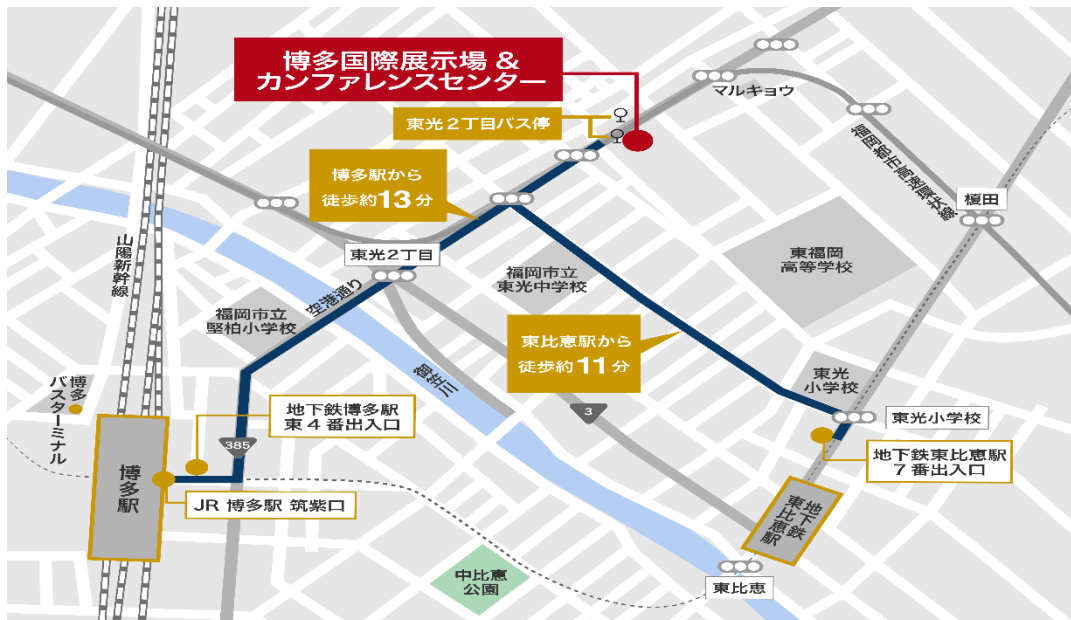 博多国際展示場 &
カンファレンスセンター
マルキョウ
東光2丁目バス停
福岡都市高速環状線
博多駅から
徒歩約13分
榎田
山陽新幹線
東光2丁目
空港通り
福岡市立
東光中学校
東福岡
高等学校
福岡市立
堅粕小学校
東比恵駅から
徒歩約11分
御笠川
東光
小学校
博多
バスターミナル
地下鉄博多駅
東4番出入口
3
東光小学校
385
地下鉄東比恵駅
7番出入口
博多駅
JR 博多駅 筑紫口
地下鉄
東比恵駅
中比恵
公園
東比恵